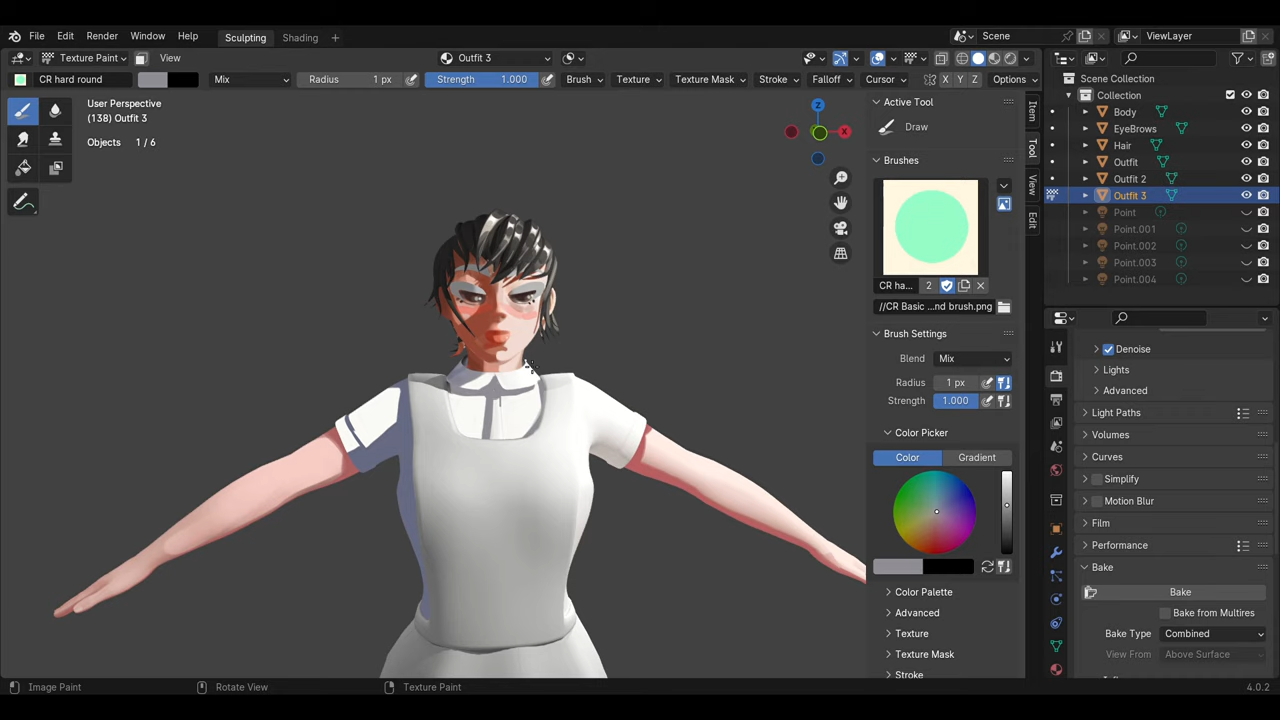 File Edit Render Window Help Sculpting Shading + Scene ViewLayer
Texture Paint View Outfit 3
CR hard round Mix Radius 1 px Strength 1.000 Brush Texture Texture Mask Stroke Falloff Cursor X Y Z Options
User Perspective
(138) Outfit 3
Objects 1 / 6
Z
X
Active Tool
Draw
Brushes
CR ha... 2
//CR Basic ...nd brush.png
Brush Settings
Blend Mix
Radius 1 px
Strength 1.000
Color Picker
Color Gradient
Color Palette
Advanced
Texture
Texture Mask
Stroke
Item
Tool
View
Edit
Scene Collection
Collection
Body
EyeBrows
Hair
Outfit
Outfit 2
Outfit 3
Point
Point.001
Point.002
Point.003
Point.004
Denoise
Lights
Advanced
Light Paths
Volumes
Curves
Simplify
Motion Blur
Film
Performance
Bake
Bake
Bake from Multires
Bake Type Combined
View From Above Surface
Image Paint Rotate View Texture Paint